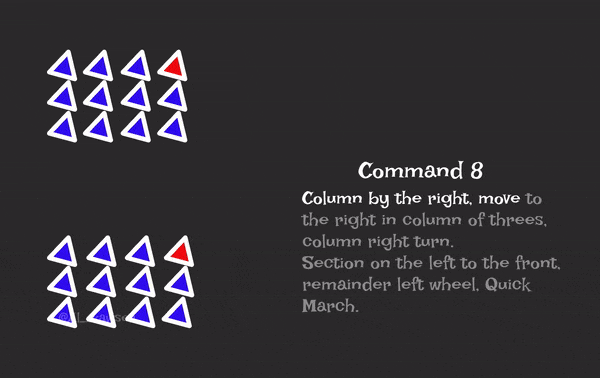 Command 8
Column by the right, move to
the right in column of threes,
column right turn.
Section on the left to the front,
remainder left wheel, Quick
March.